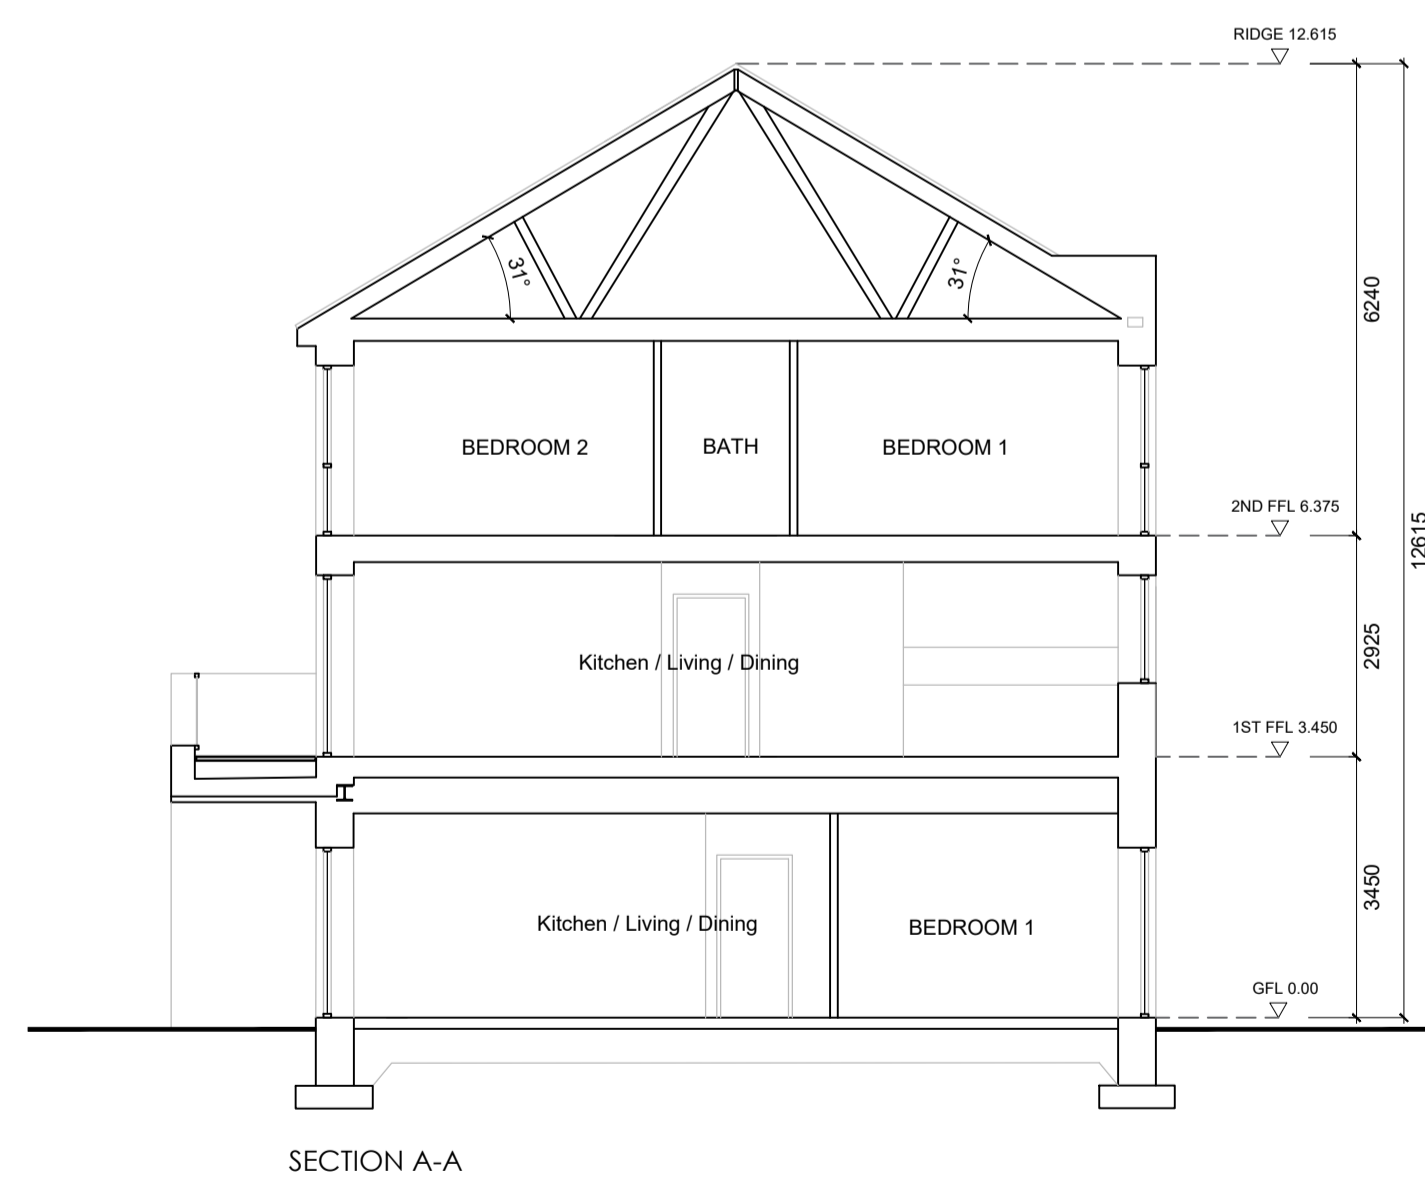 RIDGE 12.615
31°
31°
6240
BEDROOM 2
BATH
BEDROOM 1
2ND FFL 6.375
12615
Kitchen / Living / Dining
2925
1ST FFL 3.450
3450
Kitchen / Living / Dining
BEDROOM 1
GFL 0.00
SECTION A-A